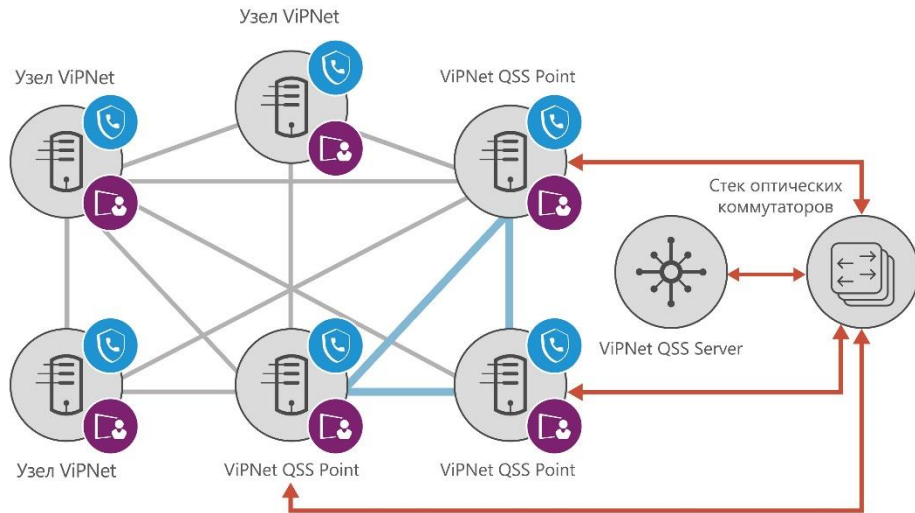 Узел ViPNet
Узел ViPNet
ViPNet QSS Point
Стек оптических
коммутаторов
ViPNet QSS Server
Узел ViPNet
ViPNet QSS Point
ViPNet QSS Point